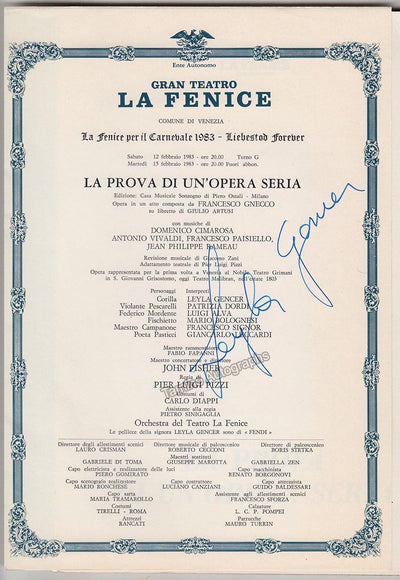 Ente Autonomo
GRAN TEATRO
LA FENICE
COMUNE DI VENEZIA
La Fenice per il Carnevale 1983 - Liebestod Forever
Sabato 12 febbraio 1983 - ore 20.00 Turno G
Martedì 15 febbraio 1983 - ore 20.00 Fuori abbon.
LA PROVA DI UN'OPERA SERIA
Edizione: Casa Musicale Sonzogno di Piero Ostali - Milano
Opera in un atto composta da FRANCESCO GNECCO
su libretto di GIULIO ARTUSI
con musiche di
DOMENICO CIMAROSA
ANTONIO VIVALDI, FRANCESCO PAISIELLO,
JEAN PHILIPPE RAMEAU
Revisione musicale di Giacomo Zani
Adattamento teatrale di Pier Luigi Pizzi
Opera rappresentata per la prima volta a Venezia al Nobile Teatro Grimani
in S. Giovanni Grisostomo, oggi Teatro Malibran, nell'estate 1803
Personaggi Interpreti
Gorilla LEYLA GENCER
Violante Pescarelli PATRIZIA DORDI
Federico Mordente LUIGI ALVA
Fischietto MARIO BOLOGNESI
Maestro Campanone FRANCESCO SIGNOR
Poeta Pasticci GIANCARLO LUCCARDI
Leyla Gencer
Maestro rammentatore
FABIO FAPANNI
Tamino Autographs
Maestro concertatore e direttore
JOHN FISHER
Regia di
PIER LUIGI PIZZI
Costumi di
CARLO DIAPPI
Assistente alla regia
PIETRO SINIGAGLIA
Orchestra del Teatro La Fenice
Le pellicce della signora LEYLA GENCER sono di «FENDI»
Direttore degli allestimenti scenici Direttore musicale di palcoscenico Direttore di palcoscenico
LAURO CRISMAN ROBERTO CECCONI BORIS STETKA
Maestri sostituti
GABRIELE DI TOMA GIUSEPPE MAROTTA GABRIELLA ZEN
Capo elettricista e realizzazione delle luci Capo macchinista
PIERO GOMIRATO RENATO BORGONOVI
Capo scenografo realizzatore Capo costruttore Capo attrezzista
MARIO RONCHESE LUCIANO CANZIANI GUIDO BALDESSARI
Capo sarta Assistente agli allestimenti scenici
MARIA TRAMAROLLO FRANCESCO SFORZA
Costumi Calzature
TIRELLI - ROMA L. C. P. POMPEI
Attrezzi Parrucche
RANCATI MAURO TURRIN